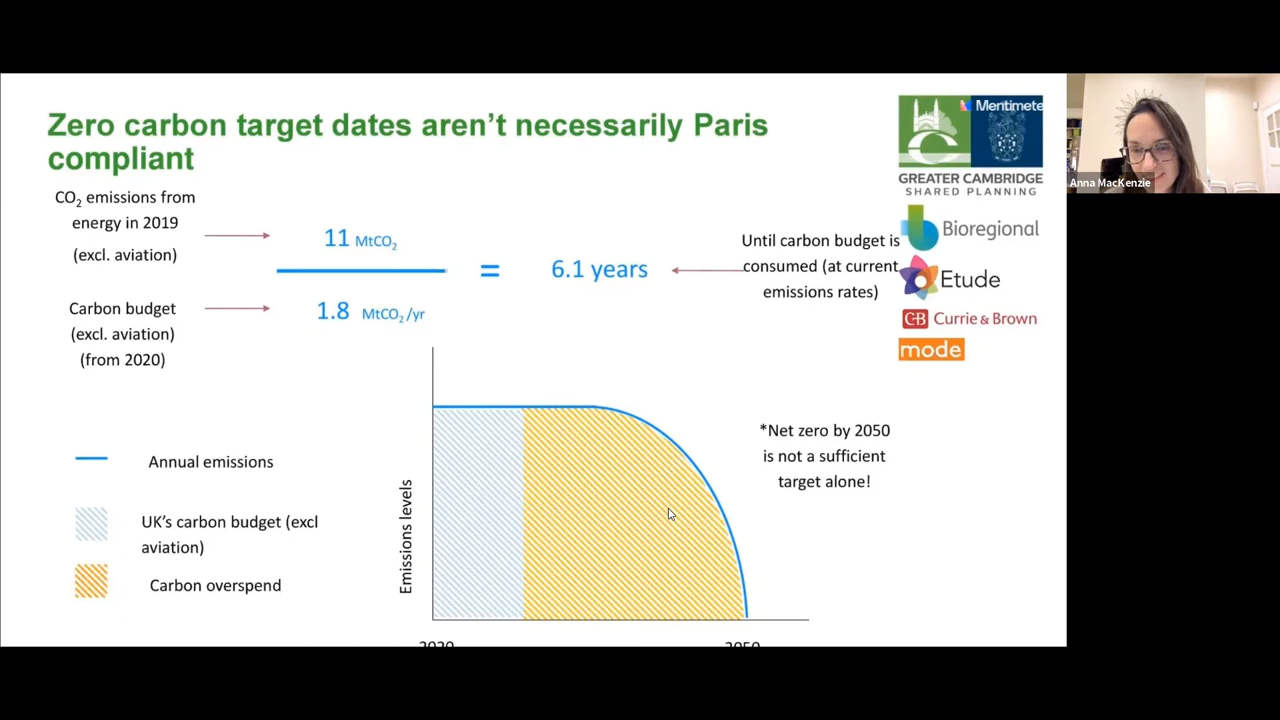 Zero carbon target dates aren't necessarily Paris
compliant
CO2 emissions from
energy in 2019
(excl. aviation)
Carbon budget
(excl. aviation)
(from 2020)
11 MtCO2
1.8 MtCO2/yr
=
6.1 years
Until carbon budget is
consumed (at current
emissions rates)
Mentimete
GREATER CAMBRIDGE
SHARED PLANNING
Bioregional
Etude
C-B Currie & Brown
mode
Anna MacKenzie
Annual emissions
UK's carbon budget (excl
aviation)
Carbon overspend
Emissions levels
2020
2050
*Net zero by 2050
is not a sufficient
target alone!